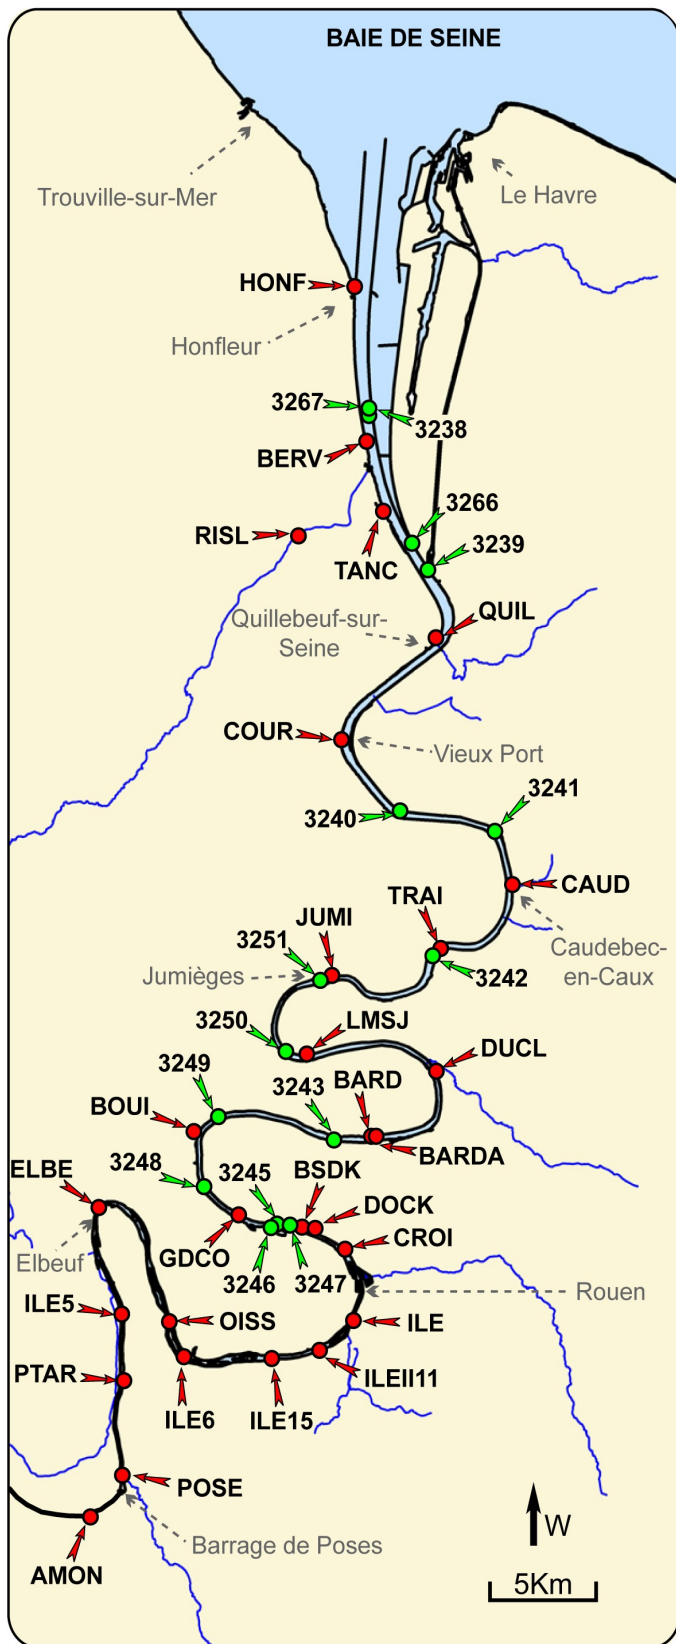 BAIE DE SEINE
Trouville-sur-Mer
Le Havre
HONF
Honfleur
3267
3238
BERV
3266
RISL
3239
TANC
Quillebeuf-sur-
Seine
QUIL
COUR
Vieux Port
3241
3240
CAUD
TRAI
JUMI
3251
Caudebec-
en-Caux
Jumièges
3242
3250
LMSJ
DUCL
3249
3243
BARD
BOUI
BARDA
3248
3245
BSDK
ELBE
DOCK
CROI
GDCO
Elbeuf
3246
3247
Rouen
ILE5
OISS
ILE
PTAR
ILEII11
ILE6
ILE15
POSE
W
Barrage de Poses
AMON
5Km